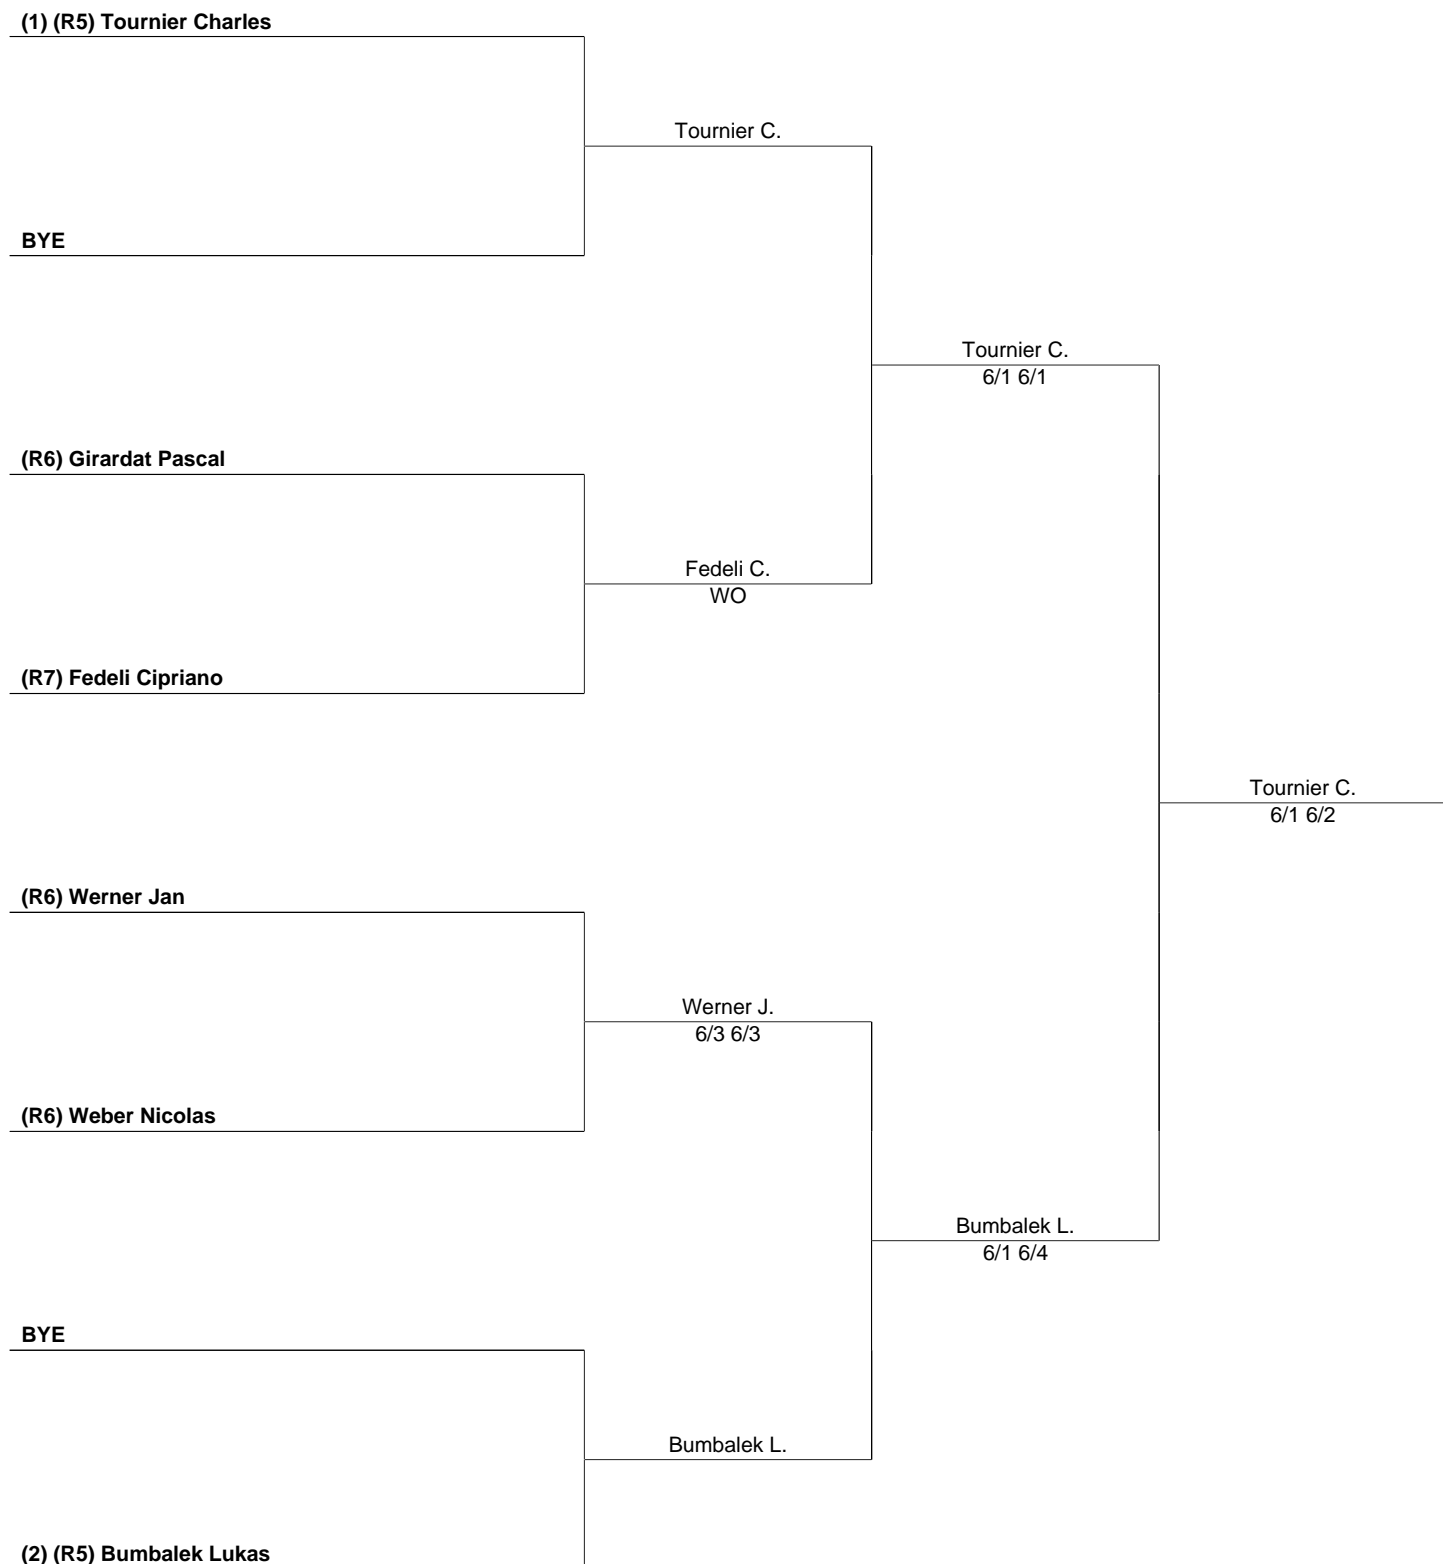 (1) (R5) Tournier Charles
Tournier C.
BYE
Tournier C.
6/1 6/1
(R6) Girardat Pascal
Fedeli C.
WO
(R7) Fedeli Cipriano
Tournier C.
6/1 6/2
(R6) Werner Jan
Werner J.
6/3 6/3
(R6) Weber Nicolas
Bumbalek L.
6/1 6/4
BYE
Bumbalek L.
(2) (R5) Bumbalek Lukas